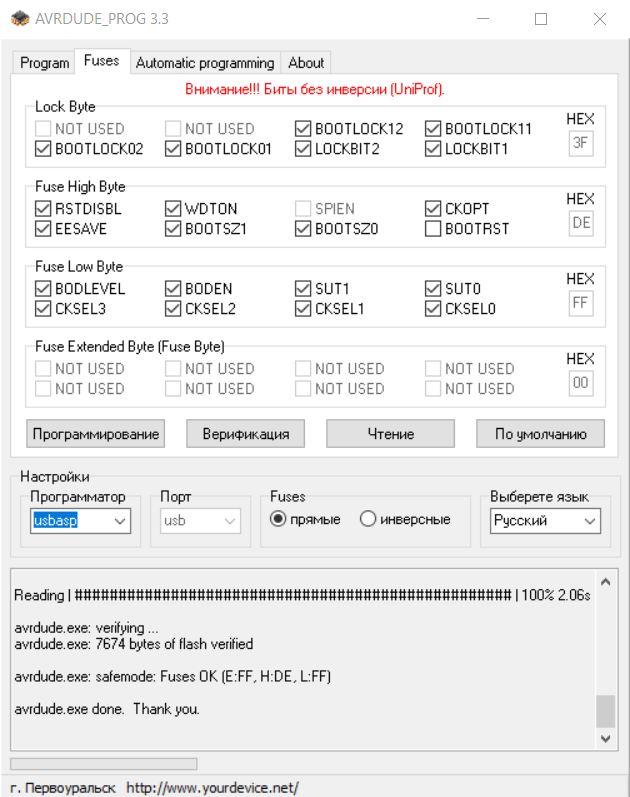 AVRDUDE_PROG 3.3
Program Fuses Automatic programming About
Внимание!!! Биты без инверсии (UniProf).
Lock Byte
NOT USED NOT USED BOOTLOCK12 BOOTLOCK11 HEX
BOOTLOCK02 BOOTLOCK01 LOCKBIT2 LOCKBIT1 3F
Fuse High Byte
RSTDISBL WDTON SPIEN CKOPT HEX
EESAVE BOOTSZ1 BOOTSZ0 BOOTRST DE
Fuse Low Byte
BODLEVEL BODEN SUT1 SUT0 HEX
CKSEL3 CKSEL2 CKSEL1 CKSEL0 FF
Fuse Extended Byte (Fuse Byte)
NOT USED NOT USED NOT USED NOT USED HEX
NOT USED NOT USED NOT USED NOT USED 00
Программирование Верификация Чтение По умолчанию
Настройки
Программатор Порт Fuses Выберете язык
usbasp usb прямые инверсные Русский
Reading | ################################################## | 100% 2.06s
avrdude.exe: verifying ...
avrdude.exe: 7674 bytes of flash verified
avrdude.exe: safemode: Fuses OK (E:FF, H:DE, L:FF)
avrdude.exe done. Thank you.
г. Первоуральск http://www.yourdevice.net/